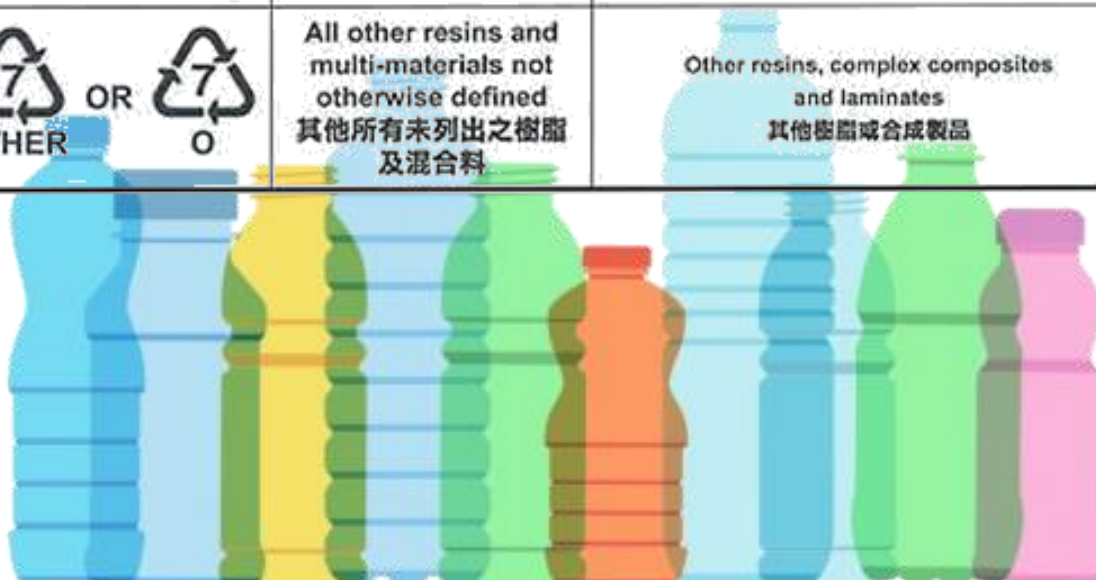 7
HER
OR
7
O
All other resins and
multi-materials not
otherwise defined
其他所有未列出之樹脂
及混合料
Other resins, complex composites
and laminates
其他樹脂或合成製品